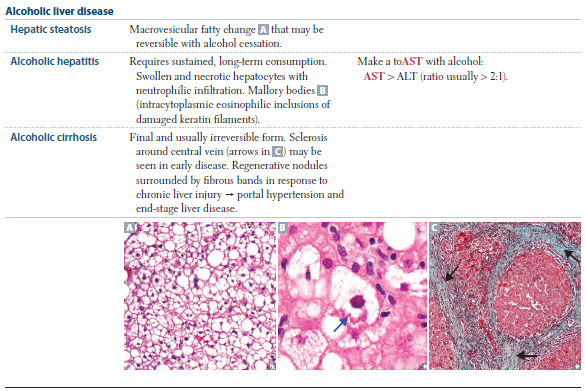 Alcoholic liver disease
Hepatic steatosis
Macrovesicular fatty change A that may be
reversible with alcohol cessation.
Alcoholic hepatitis
Requires sustained, long-term consumption.
Swollen and necrotic hepatocytes with
neutrophilic infiltration. Mallory bodies B
(intracytoplasmic eosinophilic inclusions of
damaged keratin filaments).
Make a toAST with alcohol:
AST > ALT (ratio usually > 2:1).
Alcoholic cirrhosis
Final and usually irreversible form. Sclerosis
around central vein (arrows in C) may be
seen in early disease. Regenerative nodules
surrounded by fibrous bands in response to
chronic liver injury → portal hypertension and
end-stage liver disease.
A
B
C